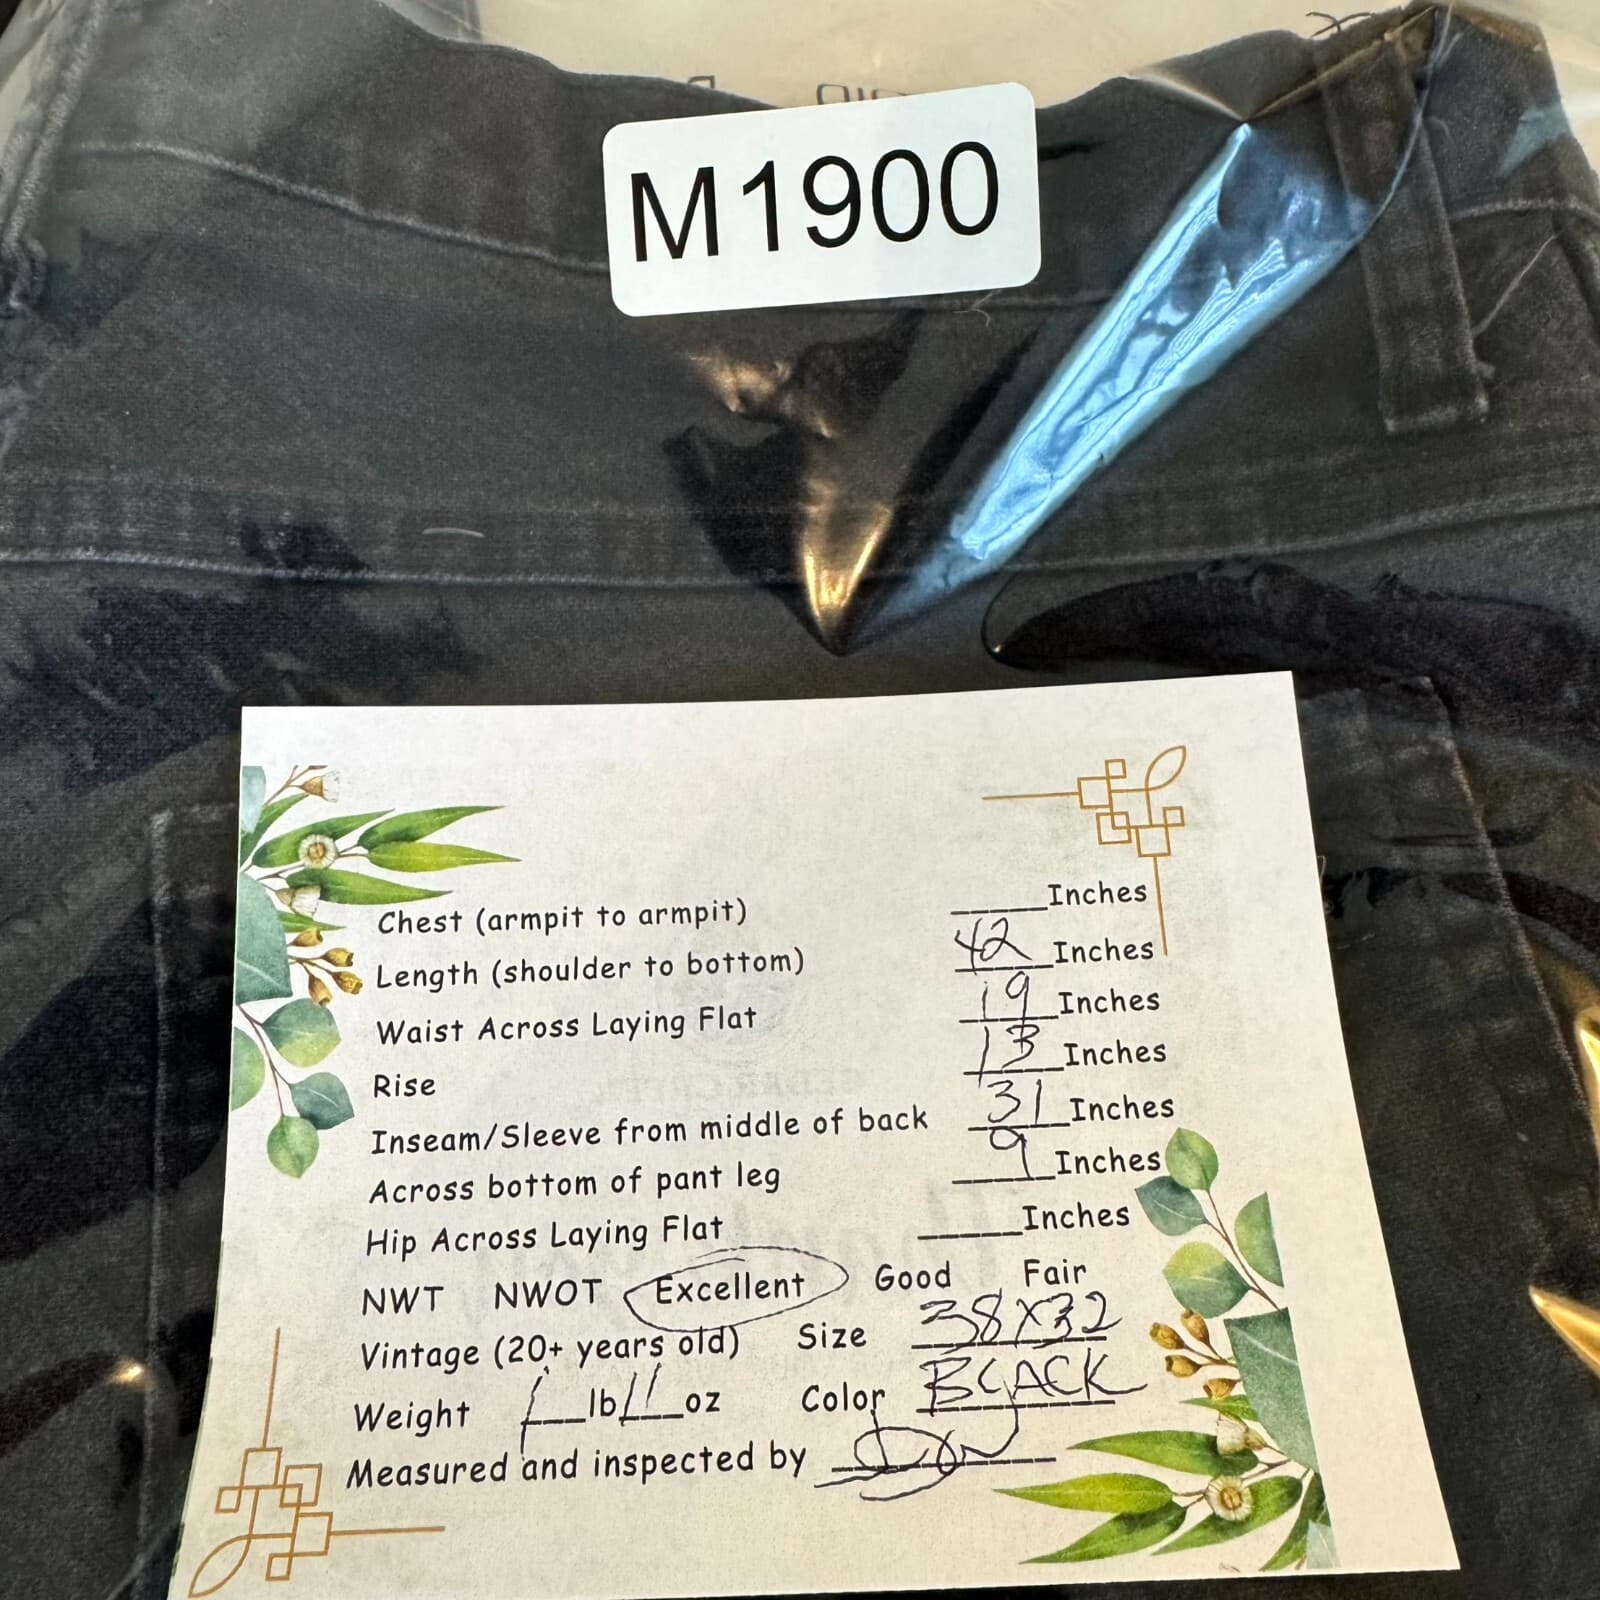 M1900
Chest (armpit to armpit) _____Inches
Length (shoulder to bottom) 42 Inches
Waist Across Laying Flat 19 Inches
Rise 13 Inches
Inseam/Sleeve from middle of back 31 Inches
Across bottom of pant leg 9 Inches
Hip Across Laying Flat _____Inches
NWT NWOT Excellent Good Fair
Vintage (20+ years old) Size 38X32
Weight 1 lb 11 oz Color BLACK
Measured and inspected by